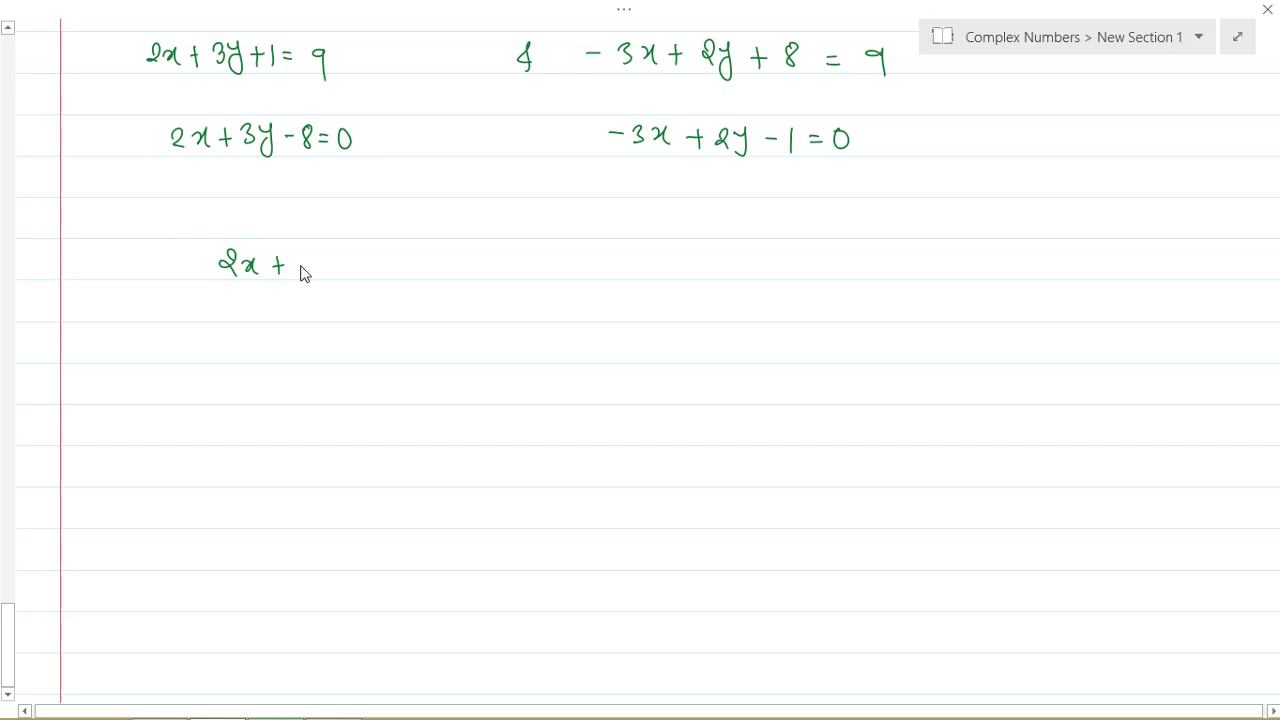 ...
Complex Numbers > New Section 1
2x + 3y + 1 = 9 & - 3x + 2y + 8 = 9
2x + 3y - 8 = 0 - 3x + 2y - 1 = 0
2x +